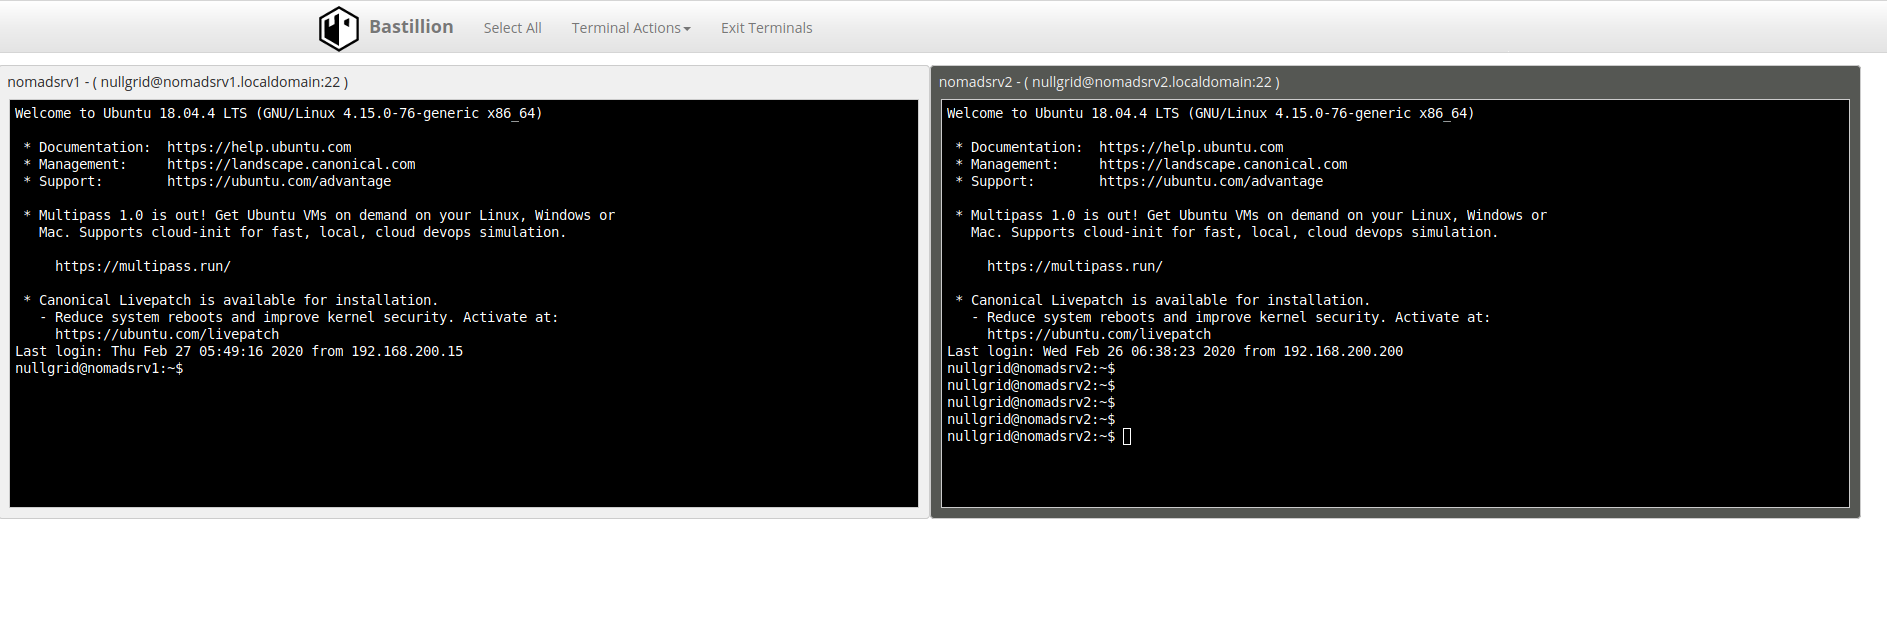 Bastillion Select All Terminal Actions Exit Terminals
nomadsrv1 - ( nullgrid@nomadsrv1.localdomain:22 )
Welcome to Ubuntu 18.04.4 LTS (GNU/Linux 4.15.0-76-generic x86_64)
* Documentation: https://help.ubuntu.com
* Management: https://landscape.canonical.com
* Support: https://ubuntu.com/advantage
* Multipass 1.0 is out! Get Ubuntu VMs on demand on your Linux, Windows or
Mac. Supports cloud-init for fast, local, cloud devops simulation.
https://multipass.run/
* Canonical Livepatch is available for installation.
- Reduce system reboots and improve kernel security. Activate at:
https://ubuntu.com/livepatch
Last login: Thu Feb 27 05:49:16 2020 from 192.168.200.15
nullgrid@nomadsrv1:~$
nomadsrv2 - ( nullgrid@nomadsrv2.localdomain:22 )
Welcome to Ubuntu 18.04.4 LTS (GNU/Linux 4.15.0-76-generic x86_64)
* Documentation: https://help.ubuntu.com
* Management: https://landscape.canonical.com
* Support: https://ubuntu.com/advantage
* Multipass 1.0 is out! Get Ubuntu VMs on demand on your Linux, Windows or
Mac. Supports cloud-init for fast, local, cloud devops simulation.
https://multipass.run/
* Canonical Livepatch is available for installation.
- Reduce system reboots and improve kernel security. Activate at:
https://ubuntu.com/livepatch
Last login: Wed Feb 26 06:38:23 2020 from 192.168.200.200
nullgrid@nomadsrv2:~$
nullgrid@nomadsrv2:~$
nullgrid@nomadsrv2:~$
nullgrid@nomadsrv2:~$
nullgrid@nomadsrv2:~$